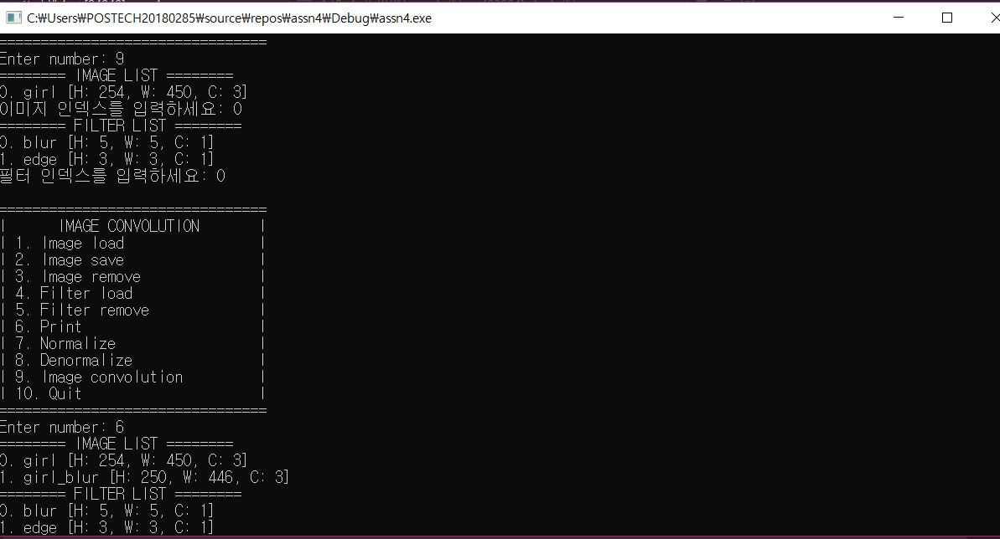 C:₩Users₩POSTECH20180285₩source₩repos₩assn4₩Debug₩assn4.exe
================================
Enter number: 9
======== IMAGE LIST ========
0. girl [H: 254, W: 450, C: 3]
이미지 인덱스를 입력하세요: 0
======== FILTER LIST ========
0. blur [H: 5, W: 5, C: 1]
1. edge [H: 3, W: 3, C: 1]
필터 인덱스를 입력하세요: 0
================================
| IMAGE CONVOLUTION |
| 1. Image load |
| 2. Image save |
| 3. Image remove |
| 4. Filter load |
| 5. Filter remove |
| 6. Print |
| 7. Normalize |
| 8. Denormalize |
| 9. Image convolution |
| 10. Quit |
================================
Enter number: 6
======== IMAGE LIST ========
0. girl [H: 254, W: 450, C: 3]
1. girl_blur [H: 250, W: 446, C: 3]
======== FILTER LIST ========
0. blur [H: 5, W: 5, C: 1]
1. edge [H: 3, W: 3, C: 1]